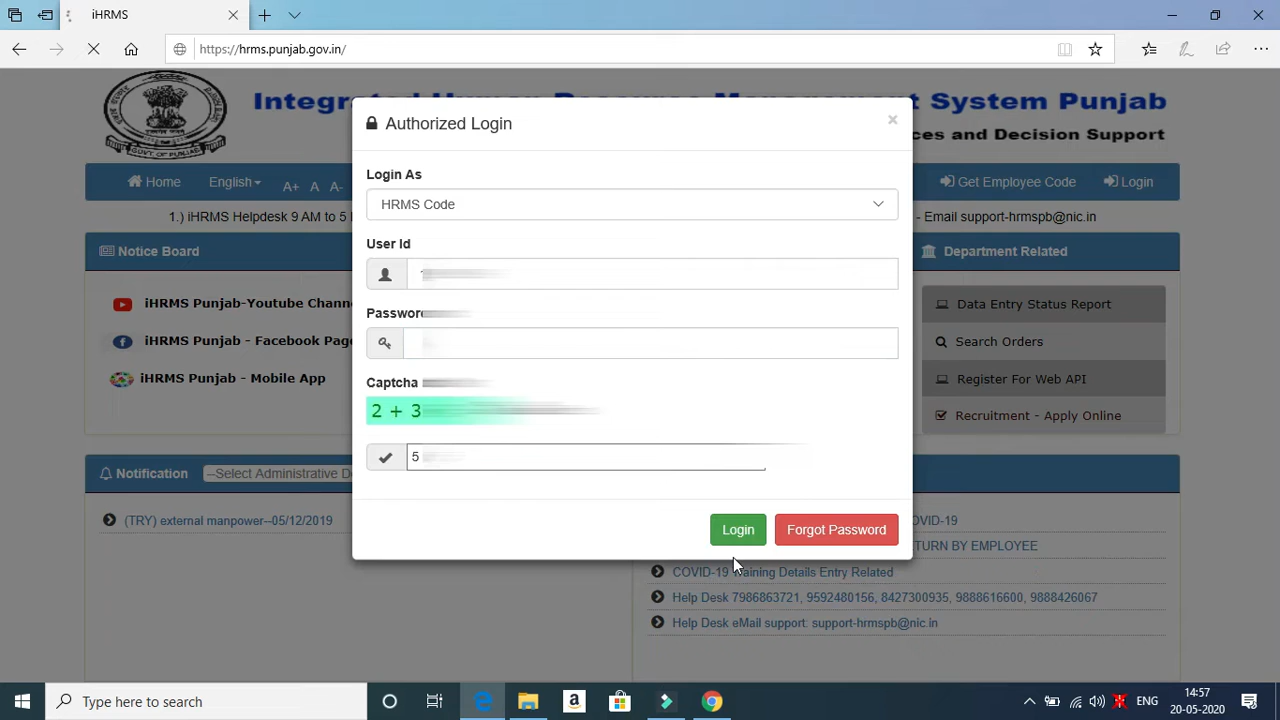 iHRMS
https://hrms.punjab.gov.in/
Integrated Human Resource Management System Punjab
ces and Decision Support
Home English A+ A A- Get Employee Code Login
1.) iHRMS Helpdesk 9 AM to 5 - Email support-hrmspb@nic.in
Authorized Login ×
Login As
HRMS Code
User Id
Password
Captcha
2 + 3
5
Login Forgot Password
Notice Board
iHRMS Punjab-Youtube Chann
iHRMS Punjab - Facebook Page
iHRMS Punjab - Mobile App
Department Related
Data Entry Status Report
Search Orders
Register For Web API
Recruitment - Apply Online
Notification --Select Administrative De
(TRY) external manpower--05/12/2019
OVID-19
ETURN BY EMPLOYEE
COVID-19 Training Details Entry Related
Help Desk 7986863721, 9592480156, 8427300935, 9888616600, 9888426067
Help Desk eMail support: support-hrmspb@nic.in
Type here to search
ENG
14:57
20-05-2020